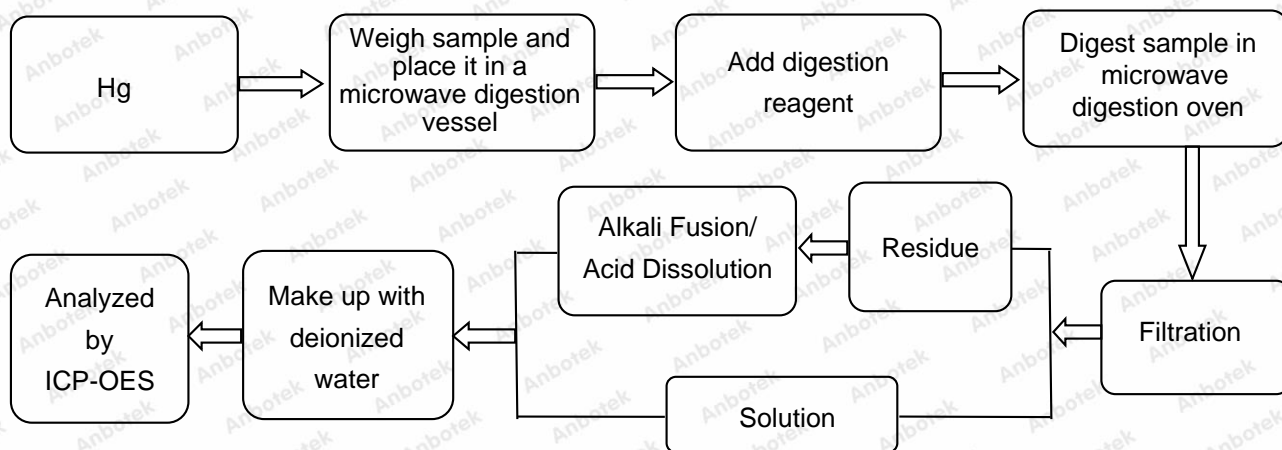 Hg
Weigh sample and
place it in a
microwave digestion
vessel
Add digestion
reagent
Digest sample in
microwave
digestion oven
Filtration
Residue
Alkali Fusion/
Acid Dissolution
Solution
Make up with
deionized
water
Analyzed
by
ICP-OES
Anbotek